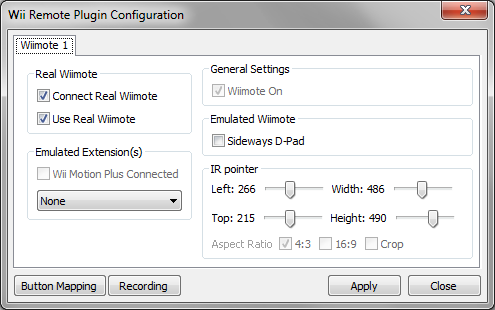 Wii Remote Plugin Configuration
Wiimote 1
Real Wiimote
Connect Real Wiimote
Use Real Wiimote
Emulated Extension(s)
Wii Motion Plus Connected
None
General Settings
Wiimote On
Emulated Wiimote
Sideways D-Pad
IR pointer
Left: 266 Width: 486
Top: 215 Height: 490
Aspect Ratio 4:3 16:9 Crop
Button Mapping Recording Apply Close